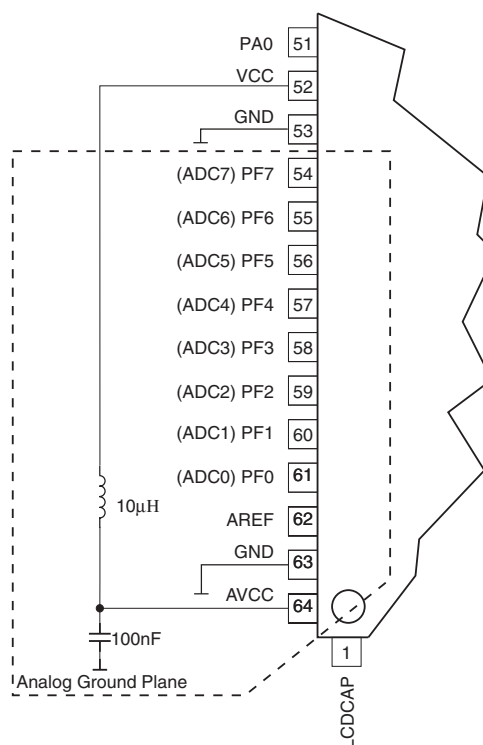 PA0 51
VCC 52
GND 53
(ADC7) PF7 54
(ADC6) PF6 55
(ADC5) PF5 56
(ADC4) PF4 57
(ADC3) PF3 58
(ADC2) PF2 59
(ADC1) PF1 60
(ADC0) PF0 61
10μH
AREF 62
GND 63
AVCC 64
100nF
1
Analog Ground Plane
LCDCAP